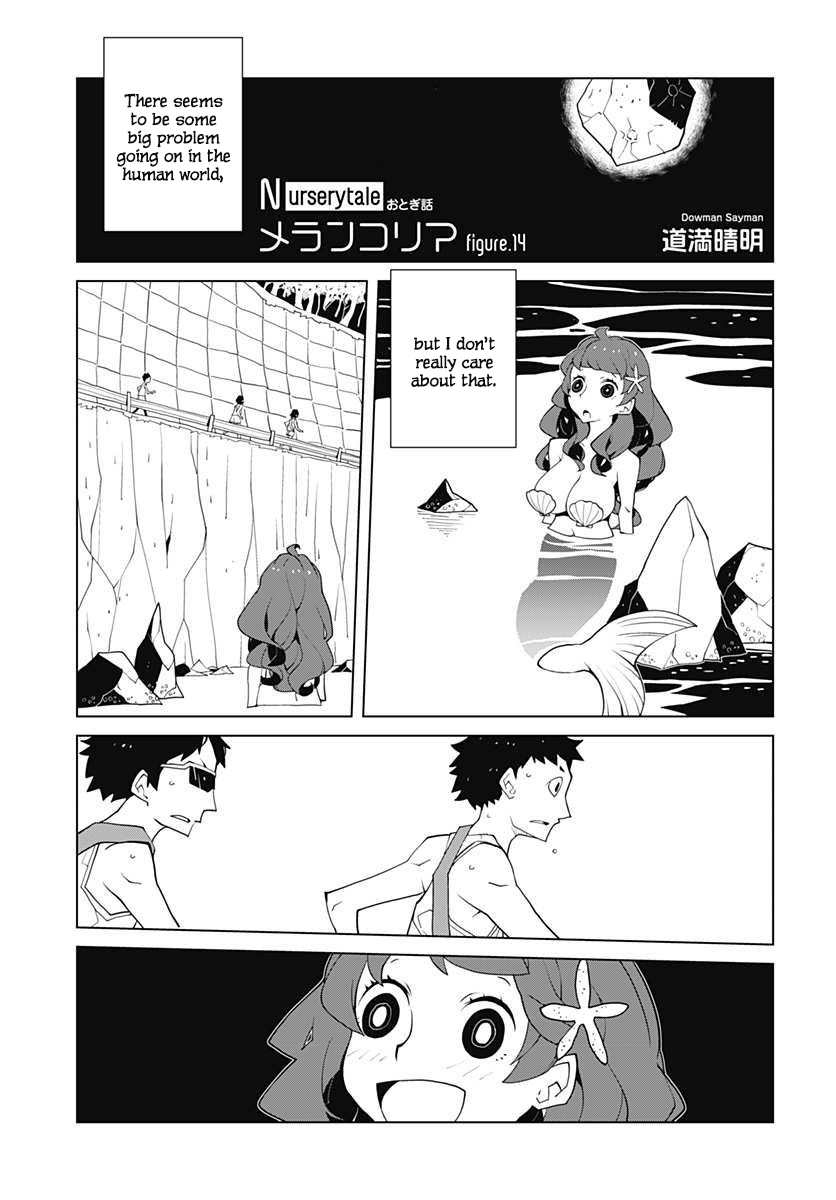 There seems
to be some
big problem
going on in the
human world,
Nurserytale おとぎ話
メランコリア figure.14
Dowman Sayman
道満晴明
but I don't
really care
about that.